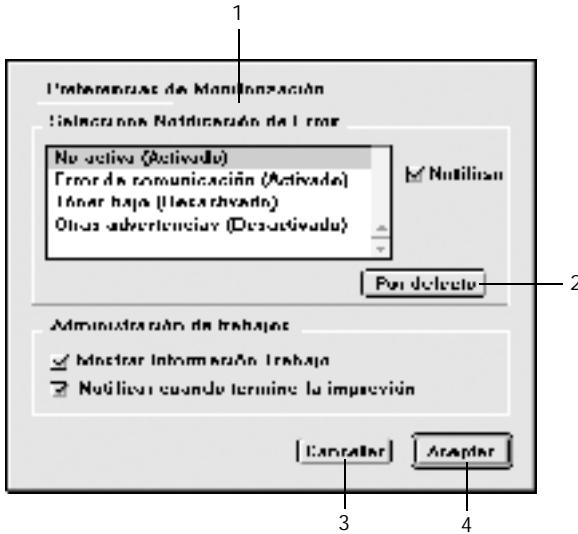 1
Preferencias de Monitorización
Seleccione Notificación de Error
No activa (Activado)
Error de comunicación (Activado)
Notificar
Tóner bajo (Desactivado)
Otras advertencias (Desactivado)
Por defecto
2
Administración de trabajos
Mostrar Información Trabajo
Notificar cuando termine la impresión
Cancelar
Aceptar
3
4